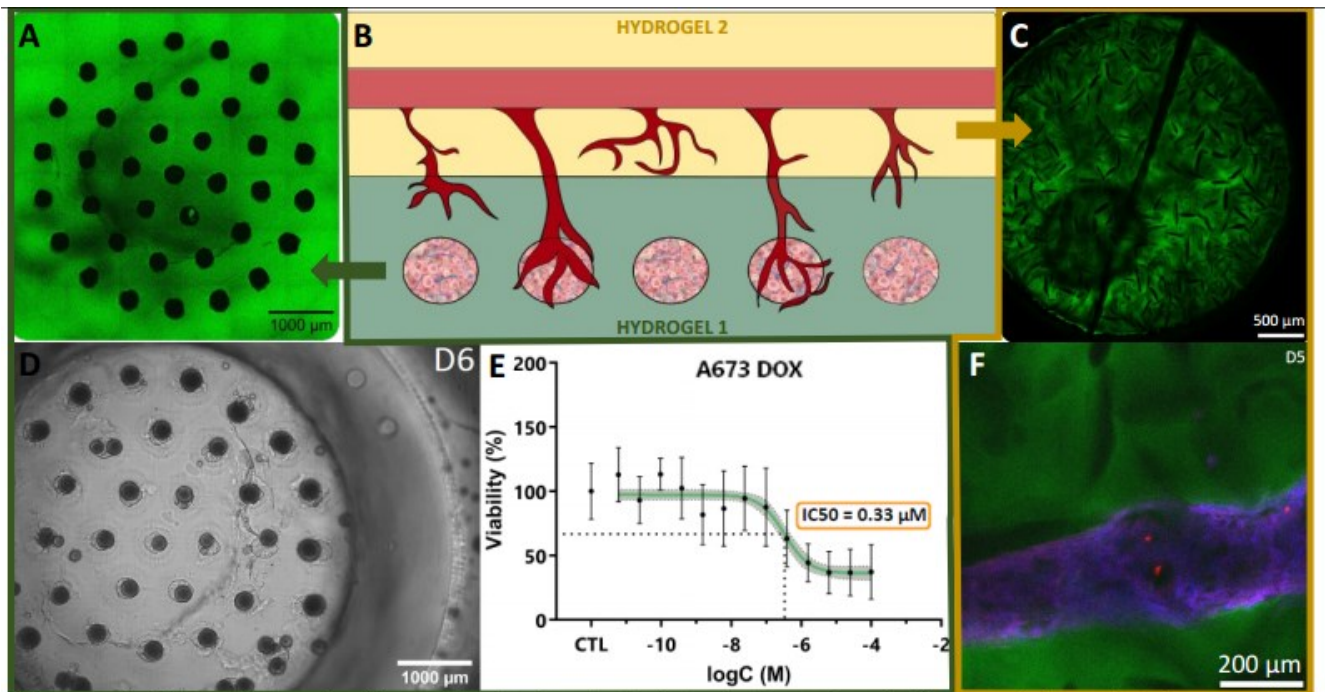 A
1000 µm
B
HYDROGEL 2
HYDROGEL 1
C
500 µm
D
D6
1000 µm
E
A673 DOX
Viability (%)
200
150
100
50
0
IC50 = 0.33 µM
CTL
-10
-8
-6
-4
-2
logC (M)
F
D5
200 µm